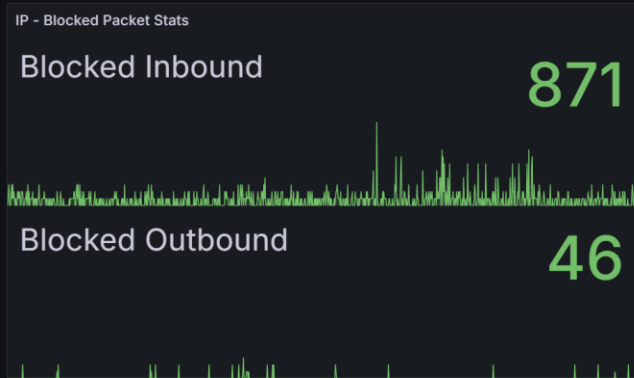 IP - Blocked Packet Stats
Blocked Inbound
871
Blocked Outbound
46